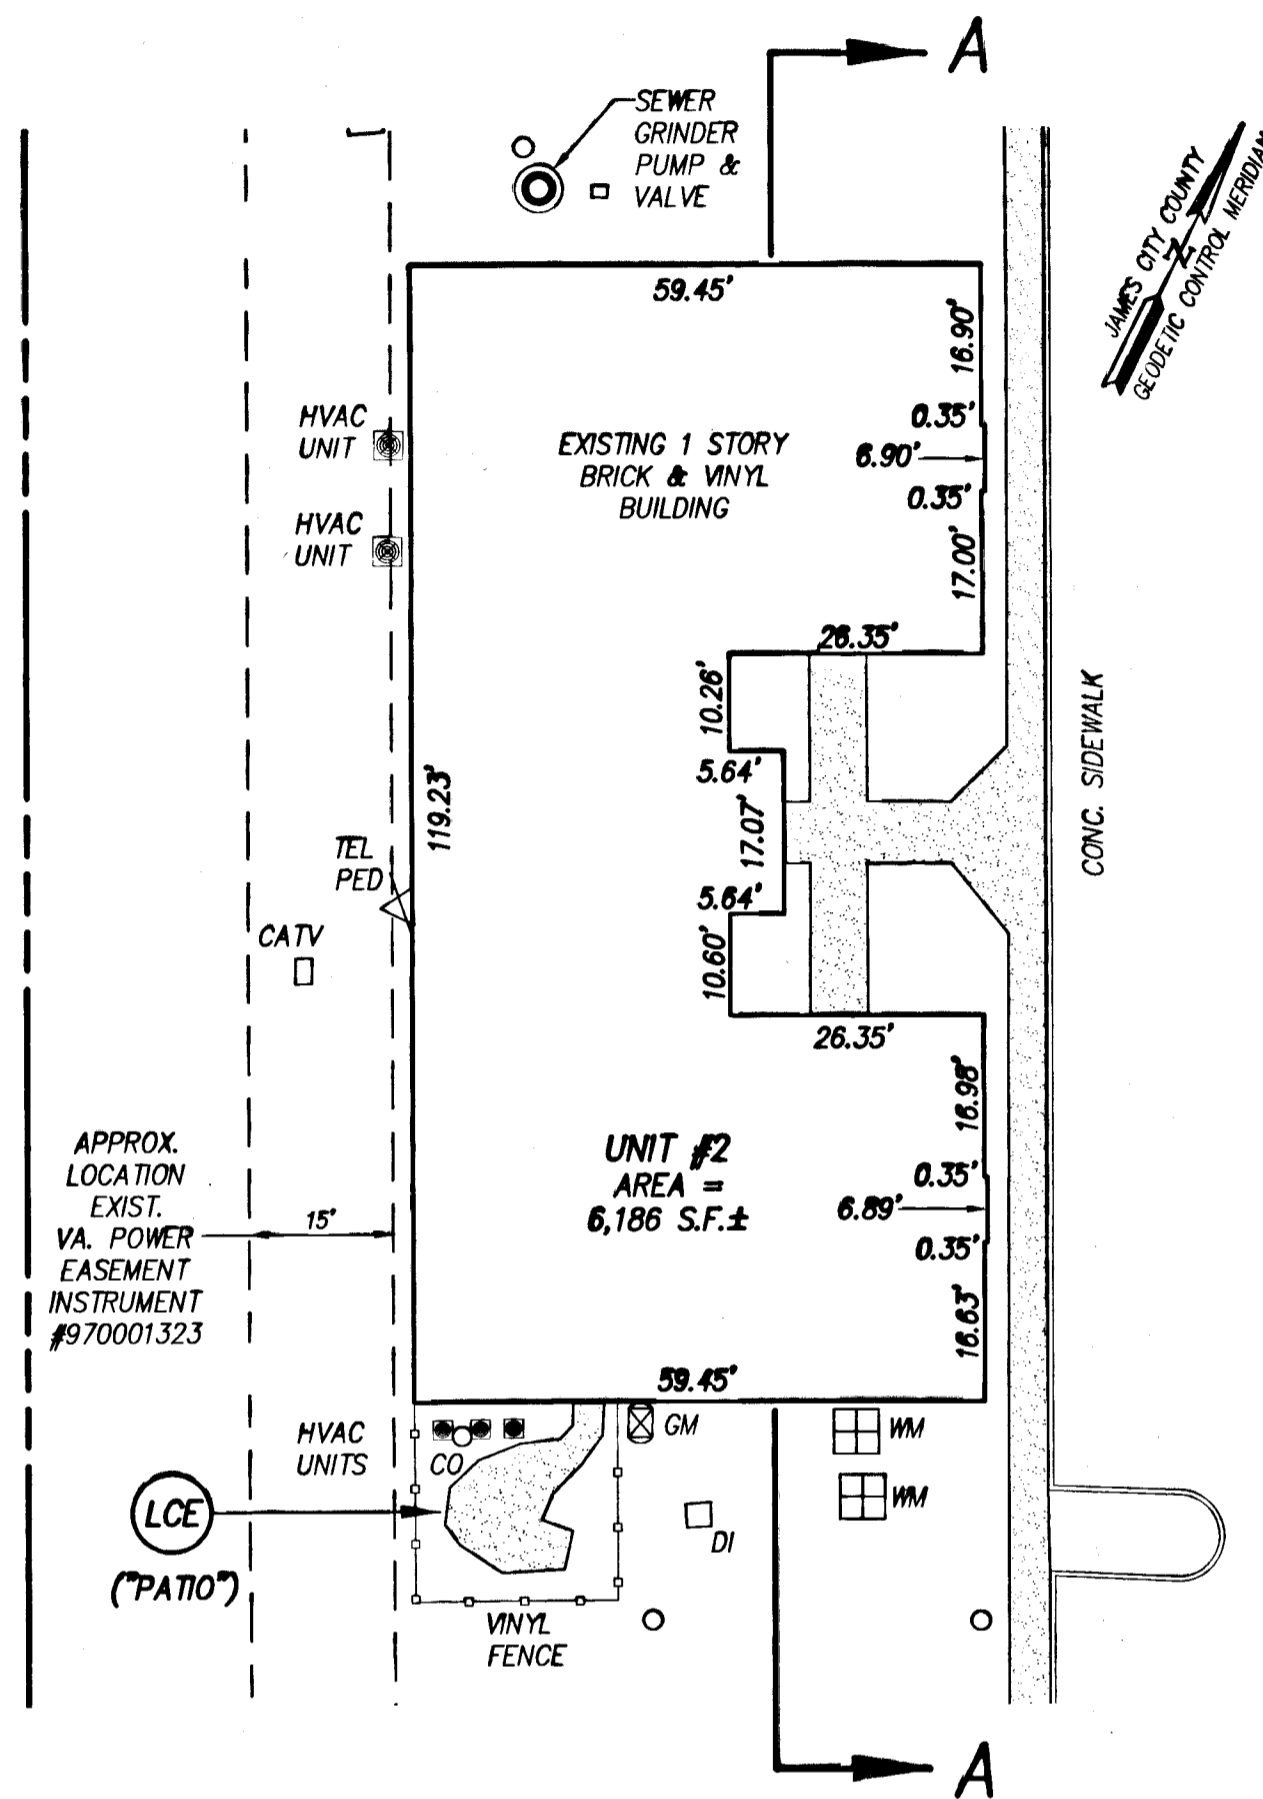 A
SEWER
GRINDER
PUMP &
VALVE
JAMES CITY COUNTY
N
GEODETIC CONTROL MERIDIAN
59.45'
16.90'
HVAC
UNIT
EXISTING 1 STORY
BRICK & VINYL
BUILDING
0.35'
6.90'
0.35'
HVAC
UNIT
17.00'
26.35'
10.26'
5.64'
119.23'
17.07'
CONC. SIDEWALK
TEL
PED
5.64'
CATV
10.60'
26.35'
16.98'
APPROX.
LOCATION
EXIST.
VA. POWER
EASEMENT
INSTRUMENT
#970001323
15'
UNIT #2
AREA =
6,186 S.F.±
0.35'
6.89'
0.35'
16.63'
59.45'
HVAC
UNITS
CO
GM
WM
WM
LCE
("PATIO")
DI
VINYL
FENCE
A